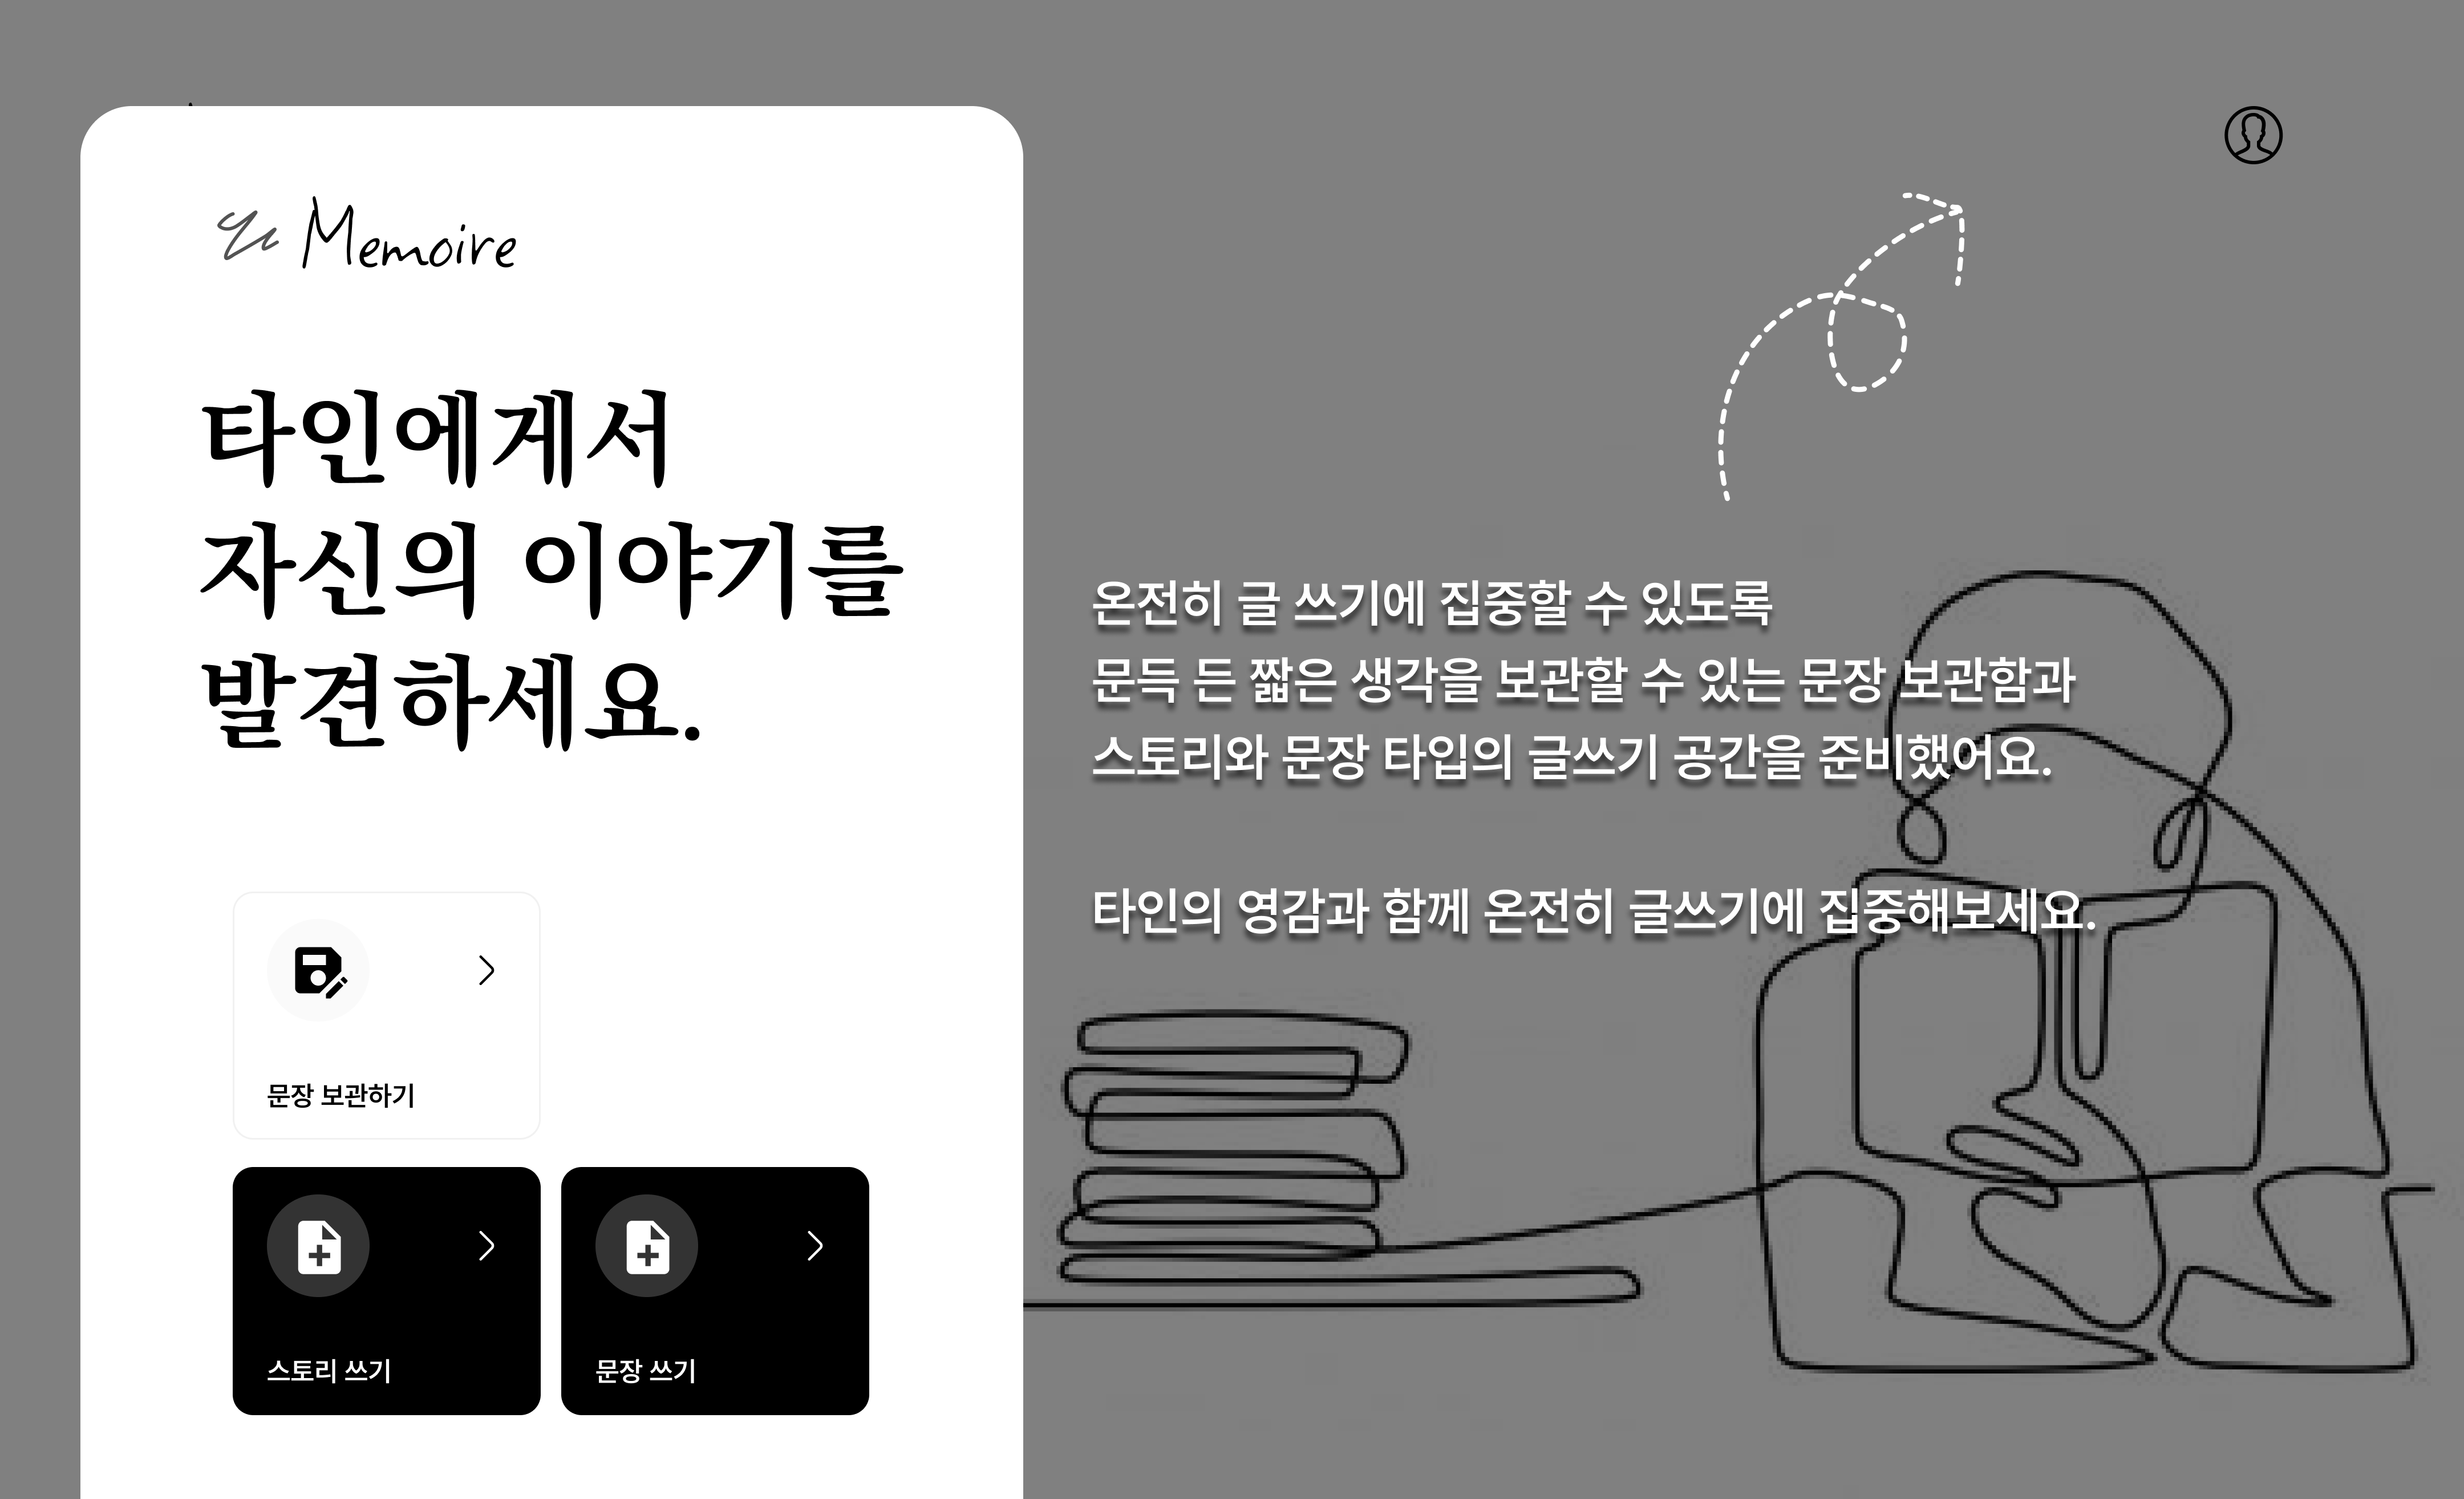 Memoire
타인에게서
자신의 이야기를
발견하세요.
문장 보관하기
스토리 쓰기
문장 쓰기
온전히 글 쓰기에 집중할 수 있도록
문득 든 짧은 생각을 보관할 수 있는 문장 보관함과
스토리와 문장 타입의 글쓰기 공간을 준비했어요.
타인의 영감과 함께 온전히 글쓰기에 집중해보세요.